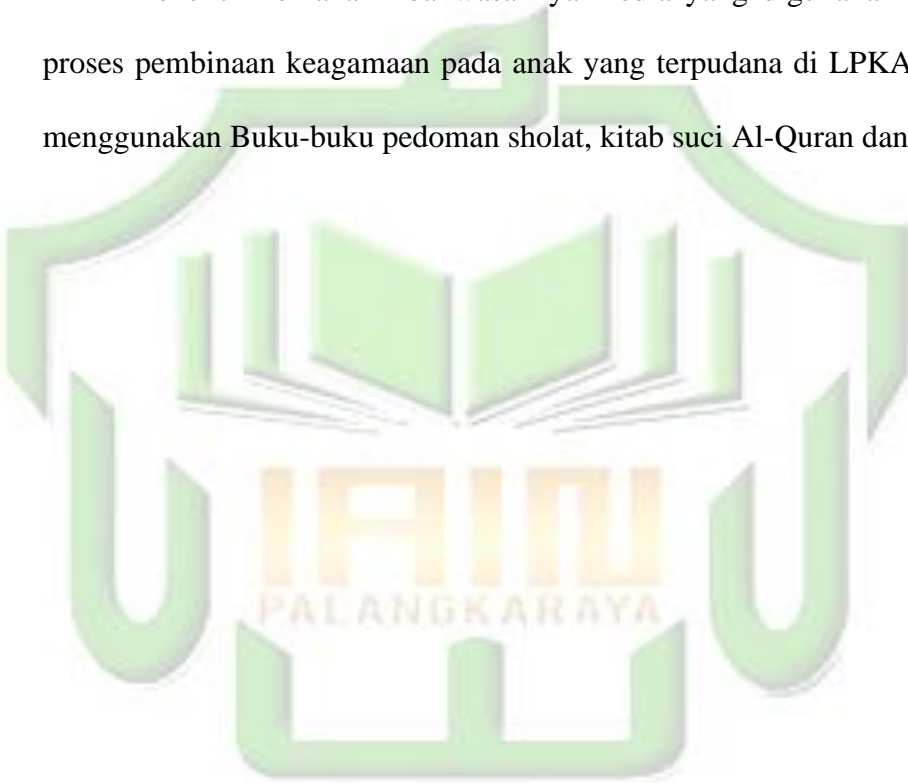 proses pembinaan keagamaan pada anak yang terpudana di LPKA
menggunakan Buku-buku pedoman sholat, kitab suci Al-Quran dan
IAIN
PALANGKARAYA